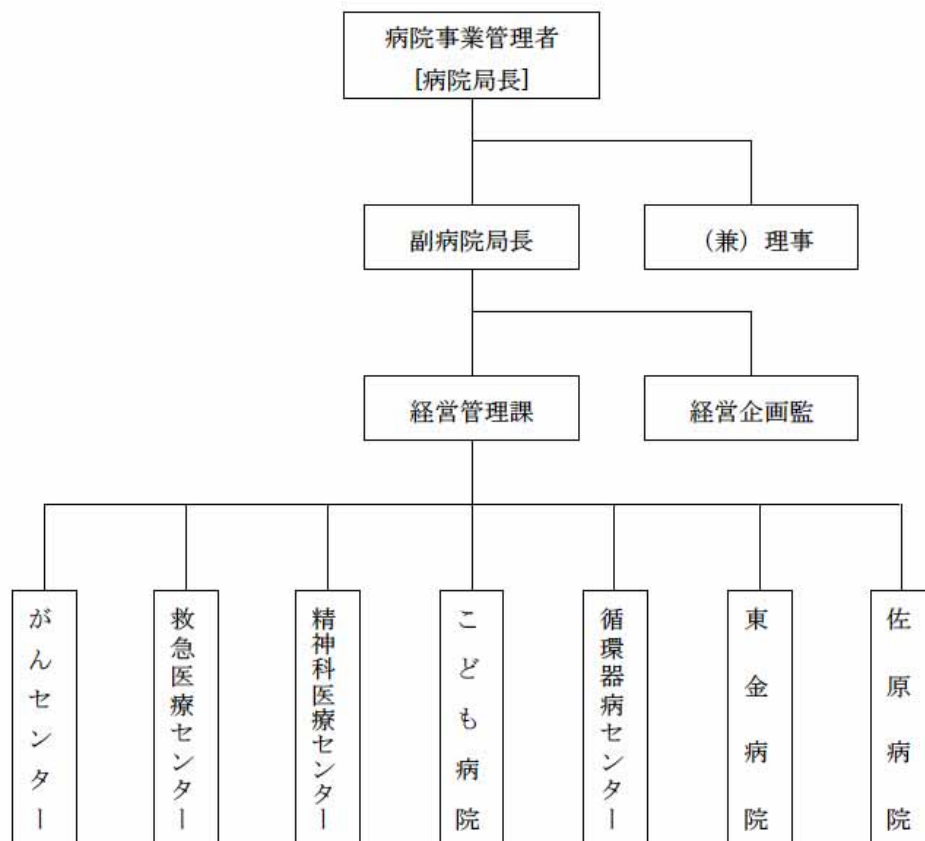 病院事業管理者
[病院局長]
副病院局長
（兼）理事
経営管理課
経営企画監
がんセンター
救急医療センター
精神科医療センター
こども病院
循環器病センター
東金病院
佐原病院